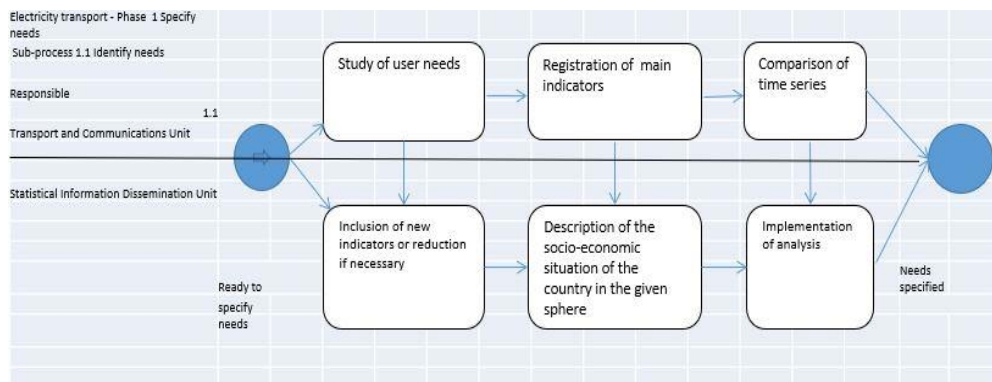 Electricity transport - Phase 1 Specify
needs
Sub-process 1.1 Identify needs
Responsible
1.1
Transport and Communications Unit
Statistical Information Dissemination Unit
Study of user needs
Registration of main
indicators
Comparison of
time series
Inclusion of new
indicators or reduction
if necessary
Description of the
socio-economic
situation of the
country in the given
sphere
Implementation
of analysis
Ready to
specify
needs
Needs
specified